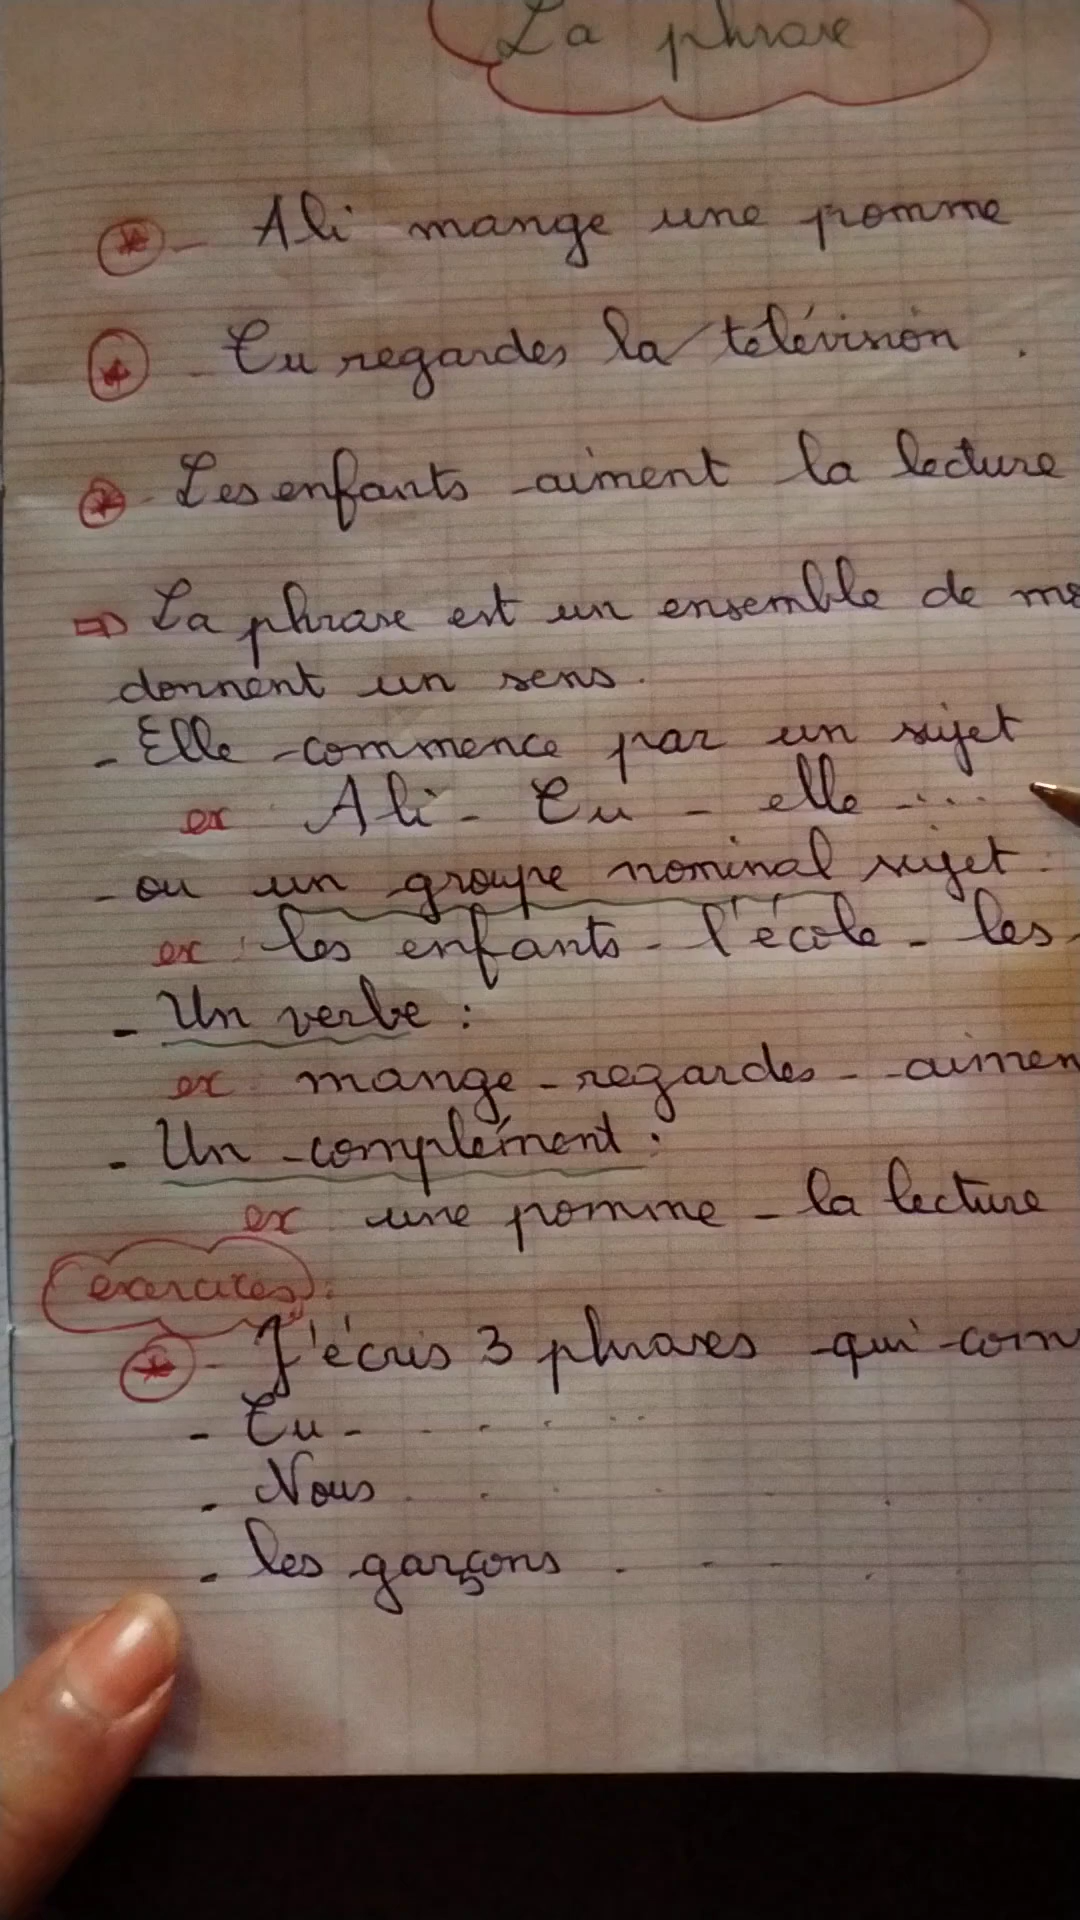 La phrase
- Ali mange une pomme
- Tu regardes la télévision .
- Les enfants aiment la lecture
⇒ La phrase est un ensemble de
donnent un sens.
- Elle commence par un sujet
ex Ali - Tu - elle ....
- ou un groupe nominal sujet :
ex : les enfants - l'école - les
- Un verbe :
ex mange - regardes - aimen
- Un complément :
ex une pomme - la lecture
exercices :
- J'écris 3 phrases qui com
- Tu - . . . .
- Nous . . . . .
- les garçons . . . . .